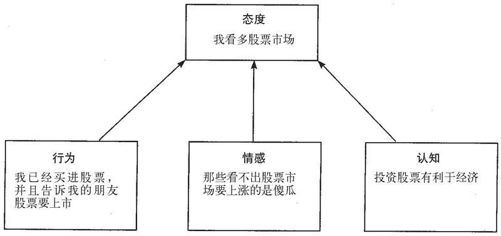 态度
我看多股票市场
行为
我已经买进股票，
并且告诉我的朋友
股票要上市
情感
那些看不出股票市
场要上涨的是傻瓜
认知
投资股票有利于经济